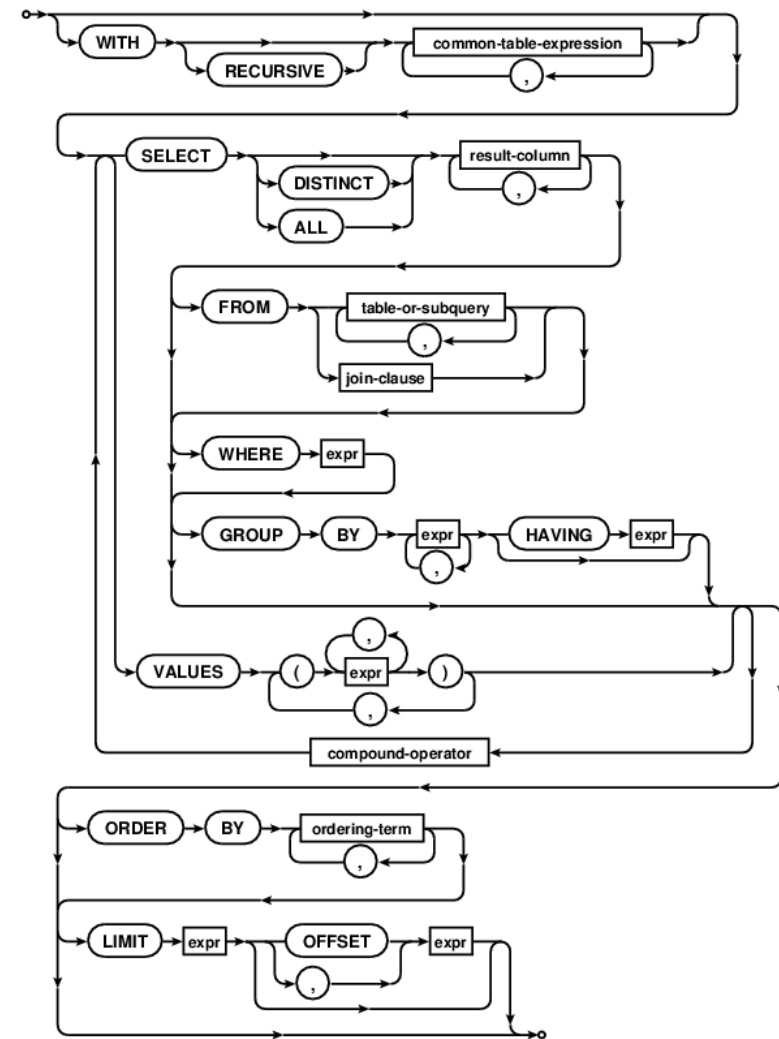 WITH RECURSIVE common-table-expression
,
SELECT DISTINCT ALL result-column
,
FROM table-or-subquery
,
join-clause
WHERE expr
GROUP BY expr HAVING expr
,
VALUES ( expr )
,
,
compound-operator
ORDER BY ordering-term
,
LIMIT expr OFFSET expr
,